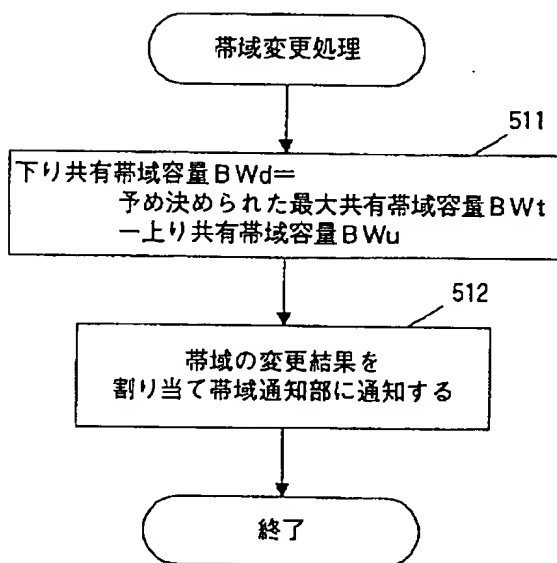 帯域変更処理
511
下り共有帯域容量BWd=
予め決められた最大共有帯域容量BWt
－上り共有帯域容量BWu
512
帯域の変更結果を
割り当て帯域通知部に通知する
終了